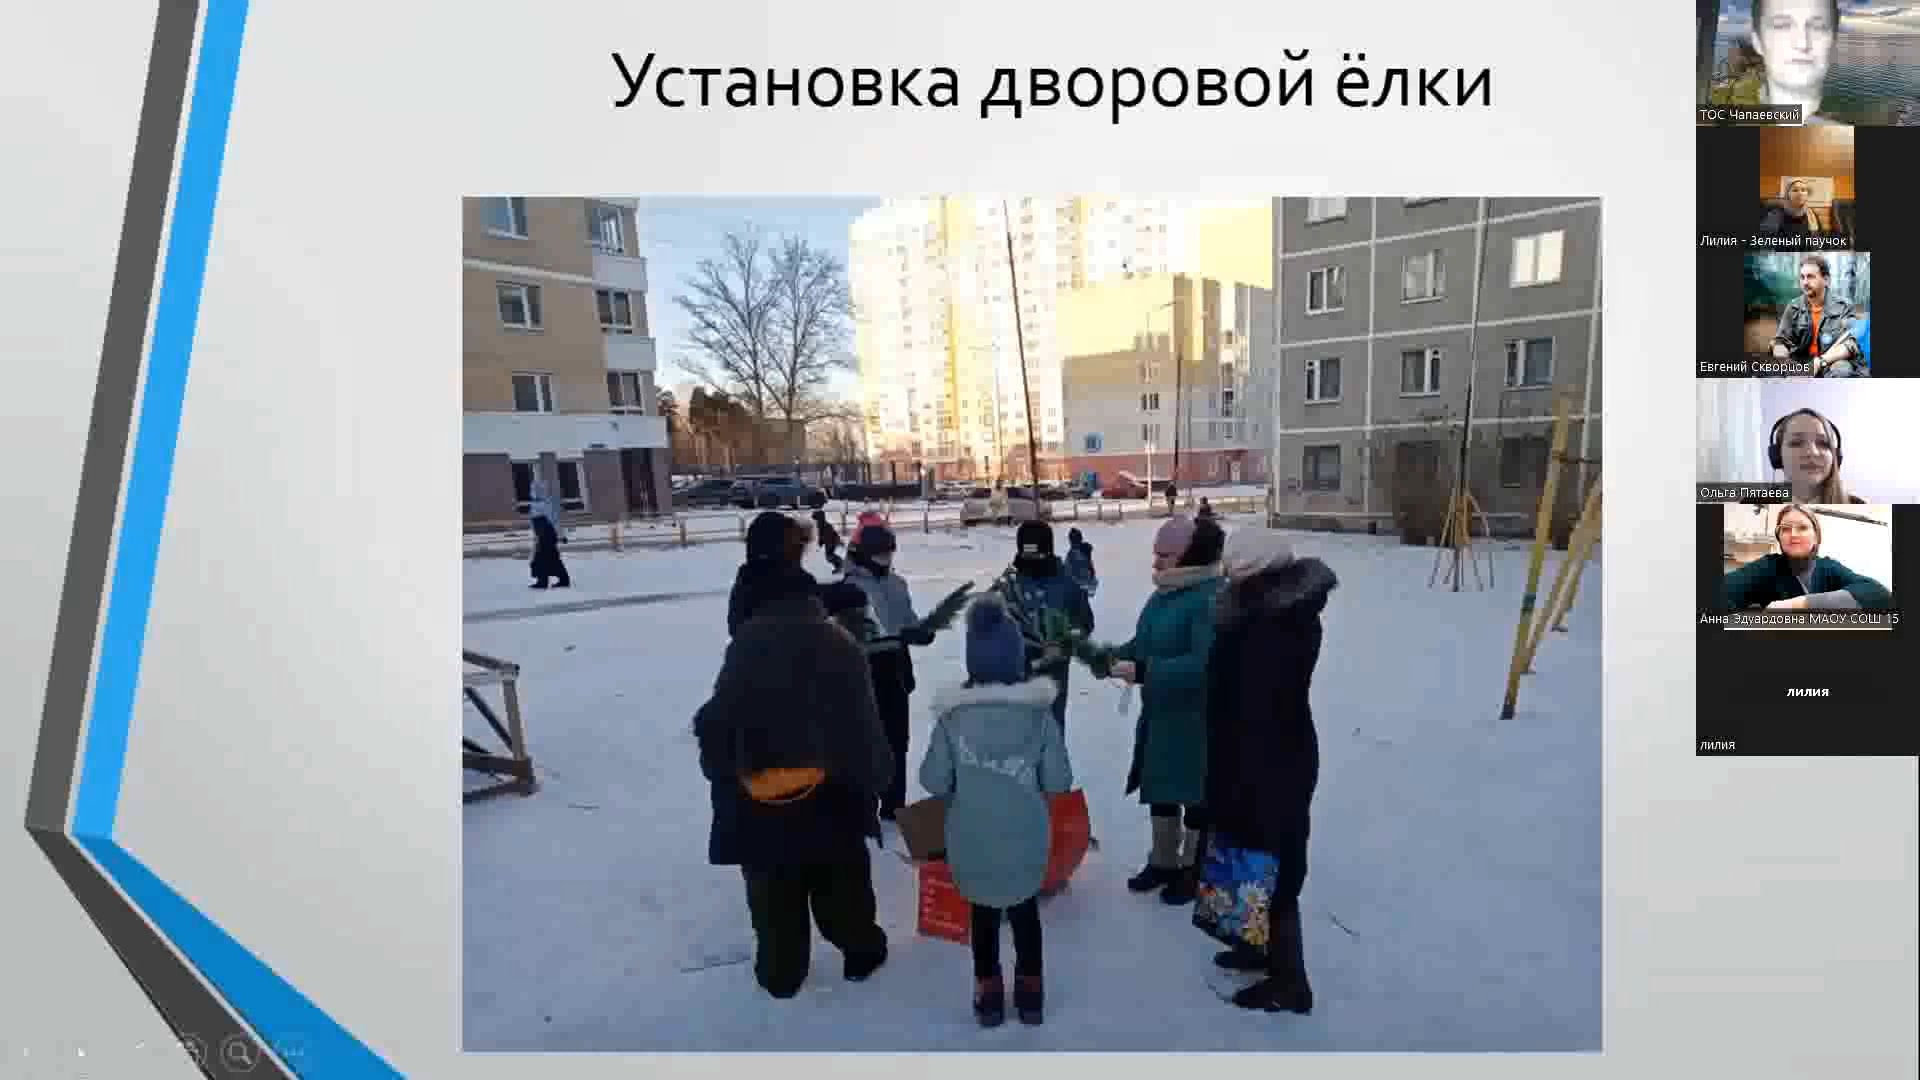 Установка дворовой ёлки
ТОС Чапаевский
Лилия - Зеленый паучок
Евгений Скворцов
Ольга Пятаева
Анна Эдуардовна МАОУ СОШ 15
лилия
лилия